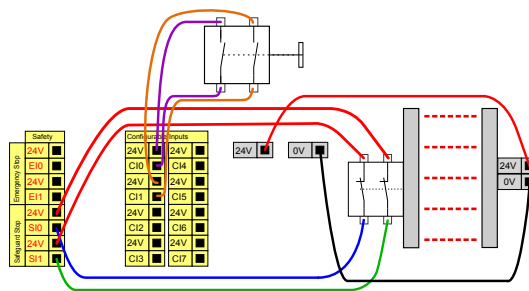 Safety
Emergency Stop
24V
EI0
24V
EI1
Safeguard Stop
24V
SI0
24V
SI1
Configurable Inputs
24V 24V
CI0 CI4
24V 24V
CI1 CI5
24V 24V
CI2 CI6
24V 24V
CI3 CI7
24V
0V
24V
0V